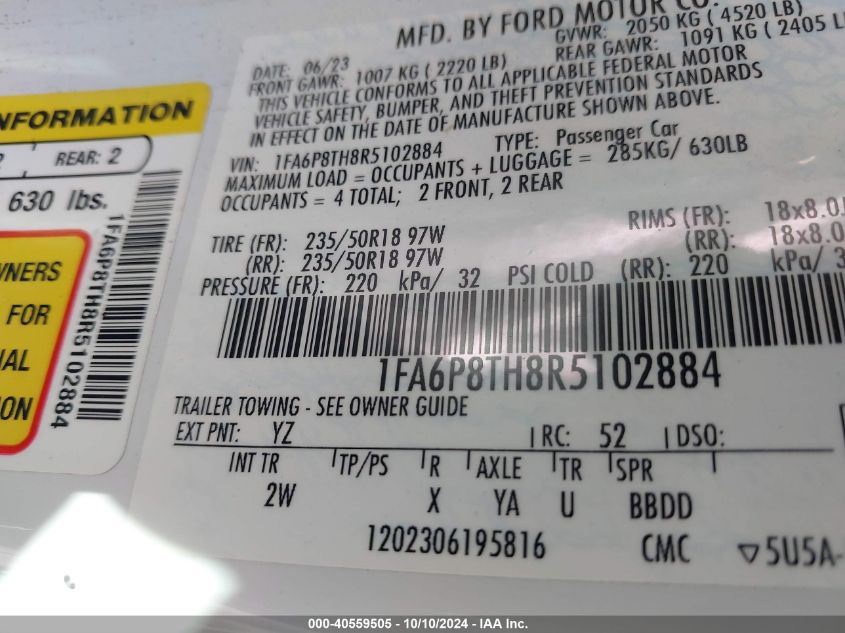 MFD. BY FORD MOTOR CO.
DATE: 06/23 GVWR: 2050 KG ( 4520 LB)
FRONT GAWR: 1007 KG ( 2220 LB) REAR GAWR: 1091 KG ( 2405 L
THIS VEHICLE CONFORMS TO ALL APPLICABLE FEDERAL MOTOR
VEHICLE SAFETY, BUMPER, AND THEFT PREVENTION STANDARDS
IN EFFECT ON THE DATE OF MANUFACTURE SHOWN ABOVE.
VIN: 1FA6P8TH8R5102884 TYPE: Passenger Car
MAXIMUM LOAD = OCCUPANTS + LUGGAGE = 285KG/ 630LB
OCCUPANTS = 4 TOTAL; 2 FRONT, 2 REAR
TIRE (FR): 235/50R18 97W RIMS (FR): 18x8.0
(RR): 235/50R18 97W (RR): 18x8.0
PRESSURE (FR): 220 kPa/ 32 PSI COLD (RR): 220 kPa/ 3
1FA6P8TH8R5102884
TRAILER TOWING - SEE OWNER GUIDE
EXT PNT: YZ RC: 52 DSO:
INT TR TP/PS R AXLE TR SPR
2W X YA U BBDD
1202306195816 CMC ▽5U5A-
NFORMATION
2 REAR: 2
630 lbs.
1FA6P8TH8R5102884
WNERS
FOR
AL
ON
000-40559505 - 10/10/2024 - IAA Inc.